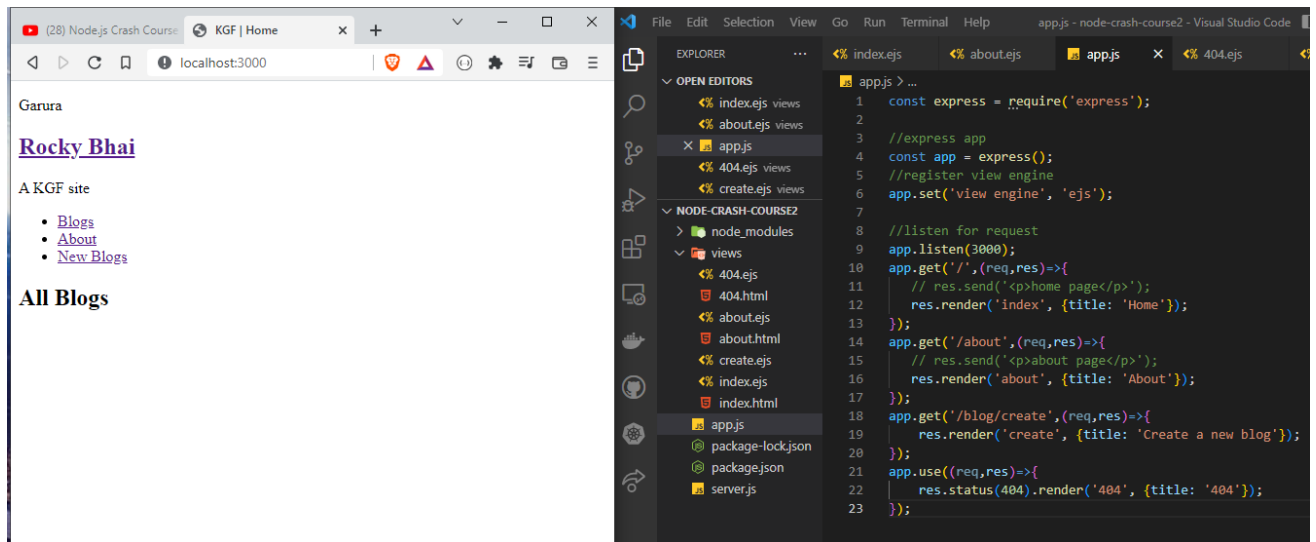 (28) Node.js Crash Course
KGF | Home
localhost:3000
Garura
Rocky Bhai
A KGF site
Blogs
About
New Blogs
All Blogs
File Edit Selection View Go Run Terminal Help app.js - node-crash-course2 - Visual Studio Code
EXPLORER
OPEN EDITORS
index.ejs views
about.ejs views
app.js
404.ejs views
create.ejs views
NODE-CRASH-COURSE2
node_modules
views
404.ejs
404.html
about.ejs
about.html
create.ejs
index.ejs
index.html
app.js
package-lock.json
package.json
server.js
index.ejs about.ejs app.js 404.ejs
app.js > ...
1 const express = require('express');
2
3 //express app
4 const app = express();
5 //register view engine
6 app.set('view engine', 'ejs');
7
8 //listen for request
9 app.listen(3000);
10 app.get('/',(req,res)=>{
11 // res.send('<p>home page</p>');
12 res.render('index', {title: 'Home'});
13 });
14 app.get('/about',(req,res)=>{
15 // res.send('<p>about page</p>');
16 res.render('about', {title: 'About'});
17 });
18 app.get('/blog/create',(req,res)=>{
19 res.render('create', {title: 'Create a new blog'});
20 });
21 app.use((req,res)=>{
22 res.status(404).render('404', {title: '404'});
23 });